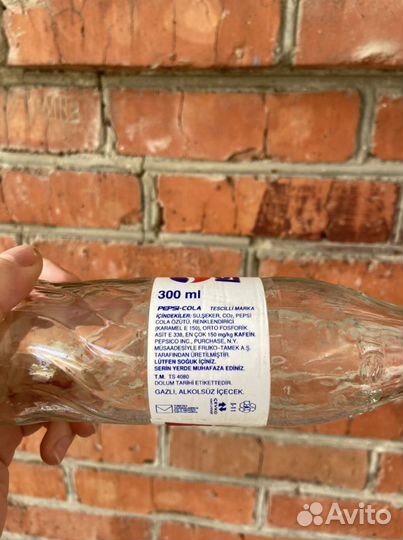 300 ml
PEPSI-COLA TESCİLLİ MARKA
İÇİNDEKİLER: SU,ŞEKER, CO₂, PEPSI
COLA ÖZÜTÜ, RENKLENDİRİCİ
(KARAMEL E 150), ORTO FOSFORİK
ASİT E 338, EN ÇOK 150 mg/kg KAFEİN.
PEPSICO INC., PURCHASE, N.Y.
MÜSAADESİYLE FRUKO-TAMEK A.Ş.
TARAFINDAN ÜRETİLMİŞTİR.
LÜTFEN SOĞUK İÇİNİZ.
SERİN YERDE MUHAFAZA EDİNİZ.
T.M. TS 4080
DOLUM TARİHİ ETİKETTEDİR.
GAZLI, ALKOLSÜZ İÇECEK.
Avito